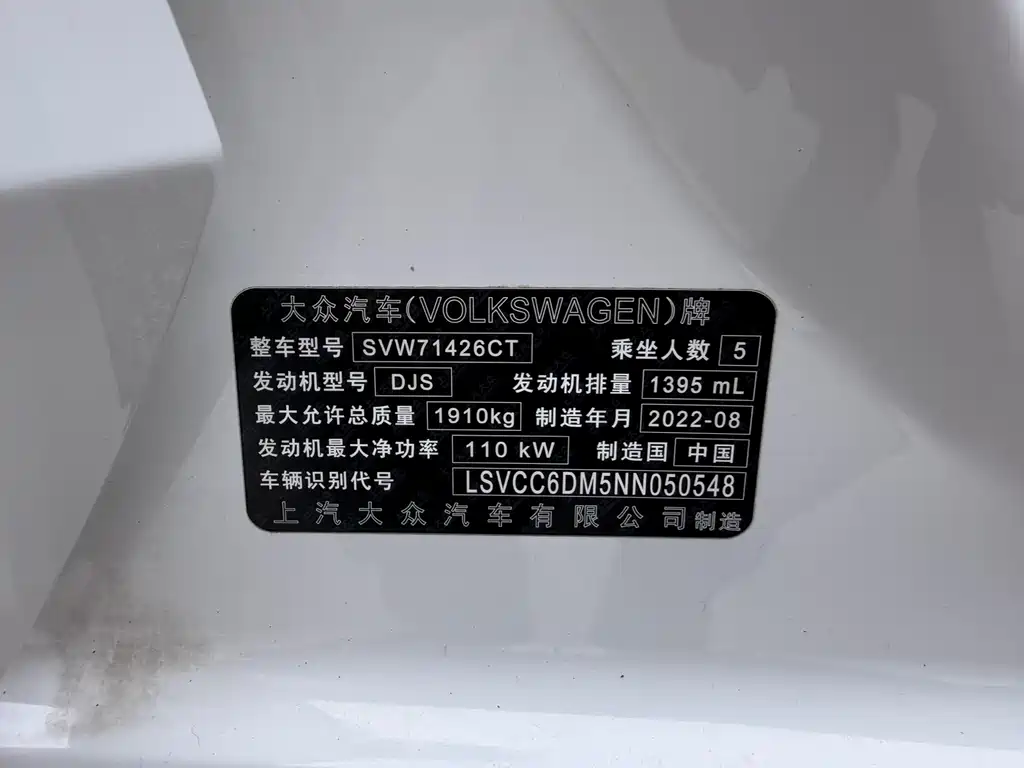 大众汽车(VOLKSWAGEN)牌
整车型号 SVW71426CT 乘坐人数 5
发动机型号 DJS 发动机排量 1395 mL
最大允许总质量 1910kg 制造年月 2022-08
发动机最大净功率 110 kW 制造国 中国
车辆识别代号 LSVCC6DM5NN050548
上汽大众汽车有限公司制造